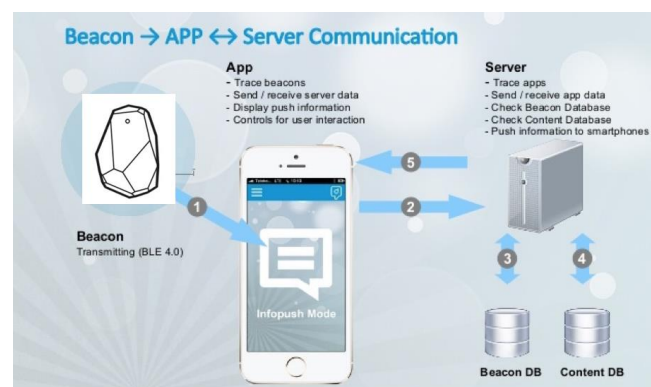 Beacon → APP ↔ Server Communication
App
- Trace beacons
- Send / receive server data
- Display push information
- Controls for user interaction
Server
- Trace apps
- Send / receive app data
- Check Beacon Database
- Check Content Database
- Push information to smartphones
5
1
2
Beacon
Transmitting (BLE 4.0)
Infopush Mode
3
4
Beacon DB
Content DB